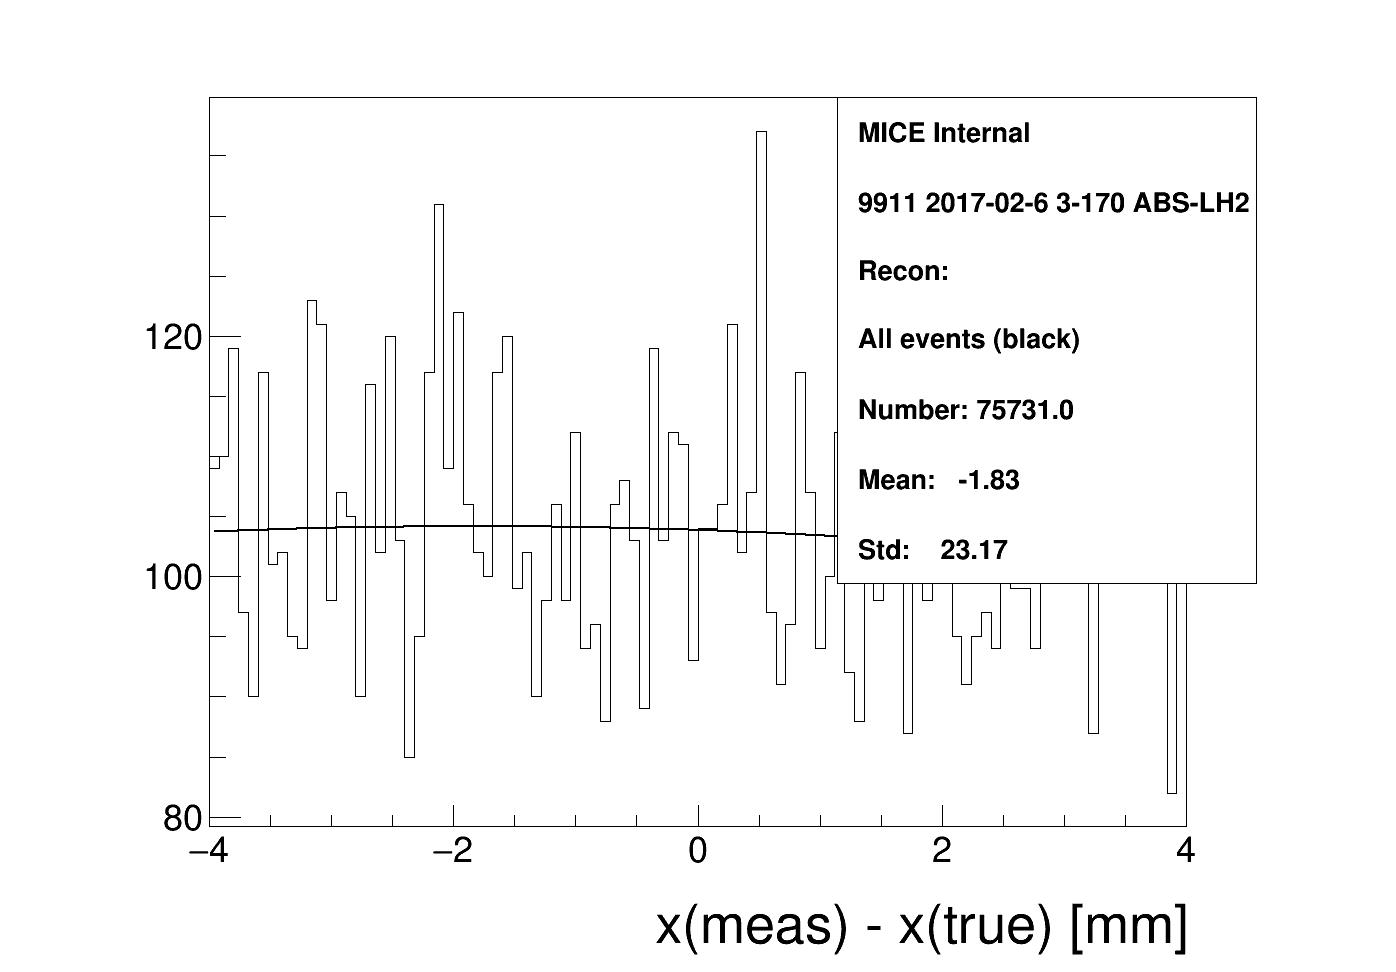 MICE Internal
9911 2017-02-6 3-170 ABS-LH2
Recon:
All events (black)
Number: 75731.0
Mean: -1.83
Std: 23.17
120
100
80
−4 −2 0 2 4
x(meas) - x(true) [mm]